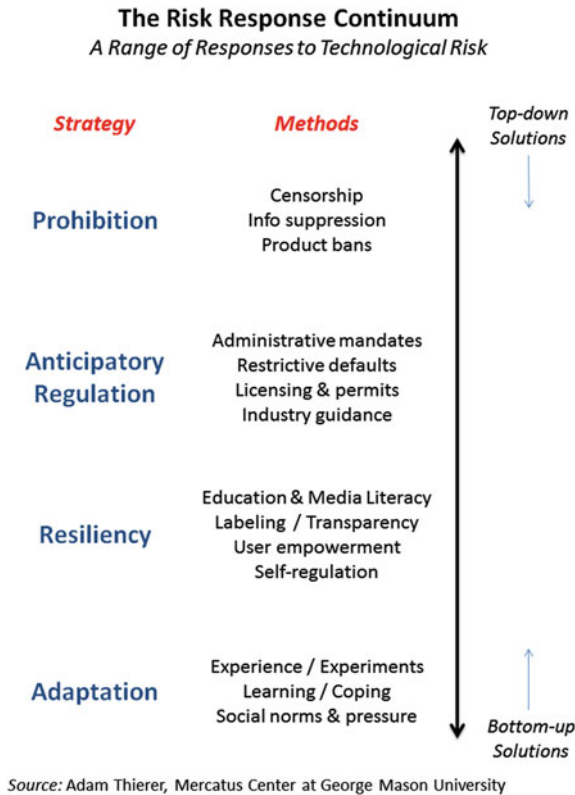 The Risk Response Continuum
A Range of Responses to Technological Risk
Strategy
Methods
Top-down
Solutions
Prohibition
Censorship
Info suppression
Product bans
Anticipatory
Regulation
Administrative mandates
Restrictive defaults
Licensing & permits
Industry guidance
Resiliency
Education & Media Literacy
Labeling / Transparency
User empowerment
Self-regulation
Adaptation
Experience / Experiments
Learning / Coping
Social norms & pressure
Bottom-up
Solutions
Source: Adam Thierer, Mercatus Center at George Mason University